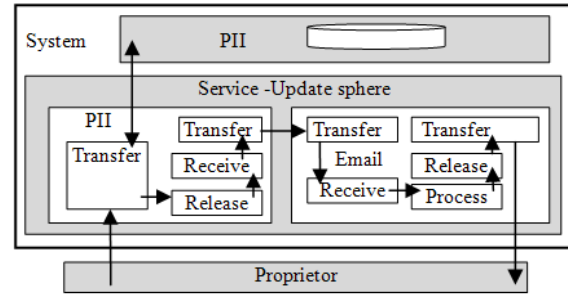 System
PII
Service -Update sphere
PII
Transfer
Transfer
Receive
Release
Transfer
Email
Receive
Transfer
Release
Process
Proprietor